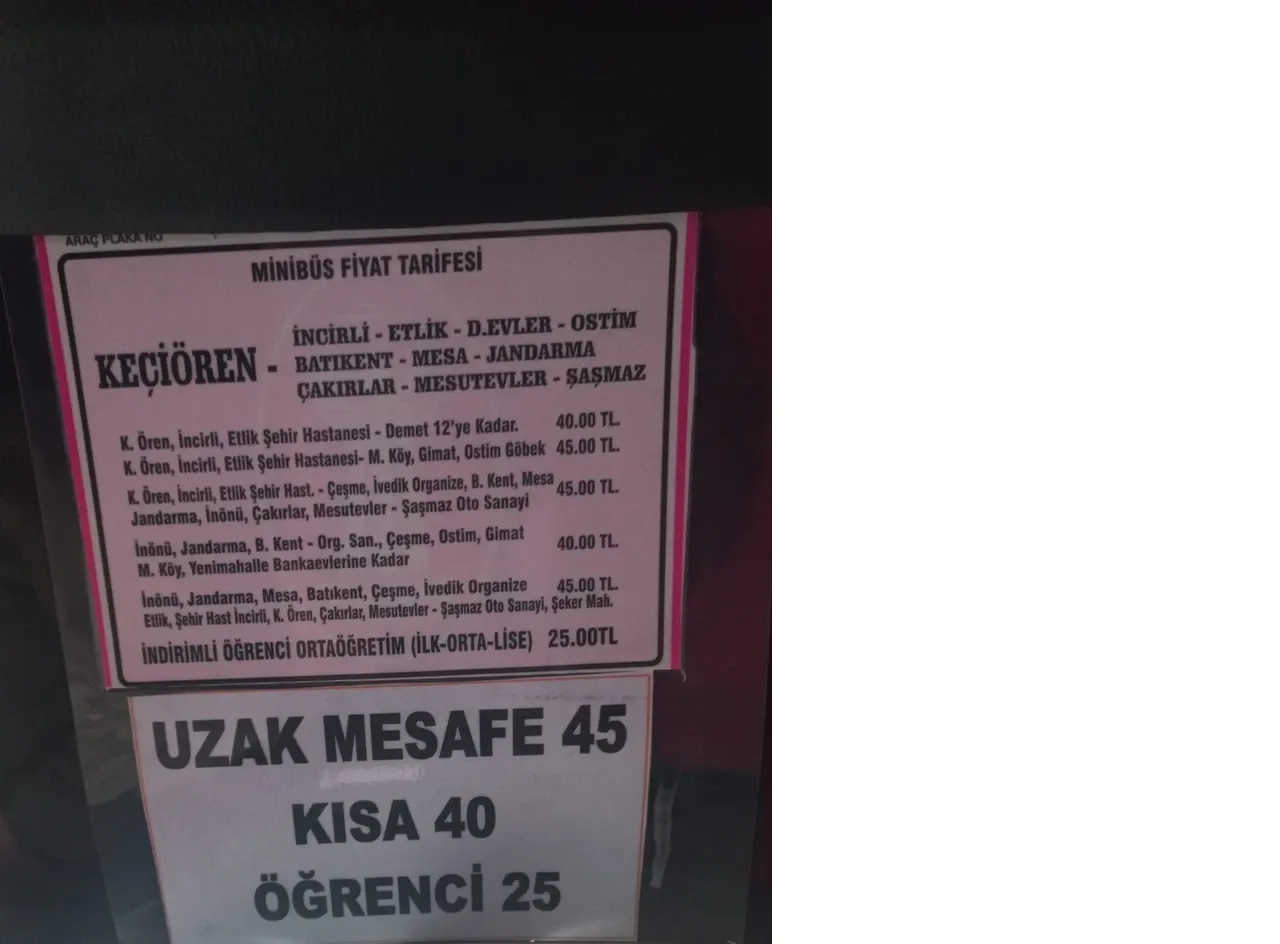 ARAÇ PLAKA NO
MİNİBÜS FİYAT TARİFESİ
KEÇİÖREN -
İNCİRLİ - ETLİK - D.EVLER - OSTİM
BATIKENT - MESA - JANDARMA
ÇAKIRLAR - MESUTEVLER - ŞAŞMAZ
K. Ören, İncirli, Etlik Şehir Hastanesi - Demet 12'ye Kadar. 40.00 TL.
K. Ören, İncirli, Etlik Şehir Hastanesi- M. Köy, Gimat, Ostim Göbek 45.00 TL.
K. Ören, İncirli, Etlik Şehir Hast. - Çeşme, İvedik Organize, B. Kent, Mesa 45.00 TL.
Jandarma, İnönü, Çakırlar, Mesutevler - Şaşmaz Oto Sanayi
İnönü, Jandarma, B. Kent - Org. San., Çeşme, Ostim, Gimat 40.00 TL.
M. Köy, Yenimahalle Bankaevlerine Kadar
İnönü, Jandarma, Mesa, Batıkent, Çeşme, İvedik Organize 45.00 TL.
Etlik, Şehir Hast İncirli, K. Ören, Çakırlar, Mesutevler - Şaşmaz Oto Sanayi, Şeker Mah.
İNDİRİMLİ ÖĞRENCİ ORTAÖĞRETİM (İLK-ORTA-LİSE) 25.00TL
UZAK MESAFE 45
KISA 40
ÖĞRENCİ 25